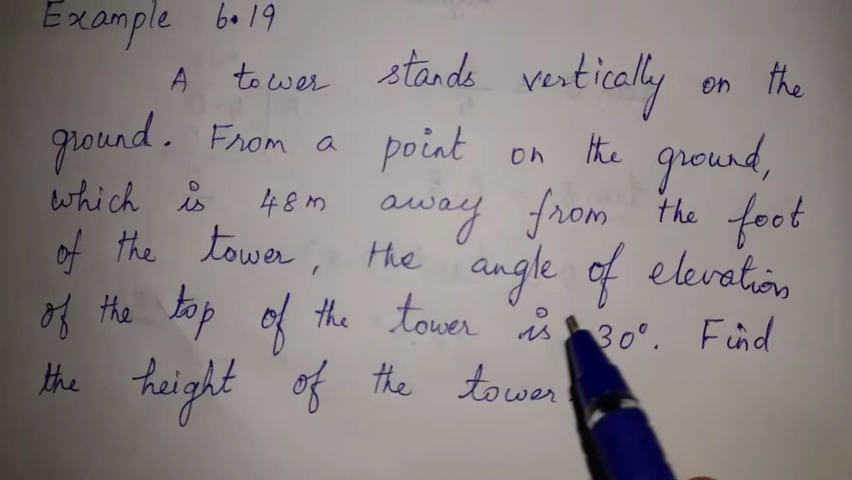 Example 6.19
A tower stands vertically on the
ground. From a point on the ground,
which is 48m away from the foot
of the tower, the angle of elevation
of the top of the tower is 30°. Find
the height of the tower